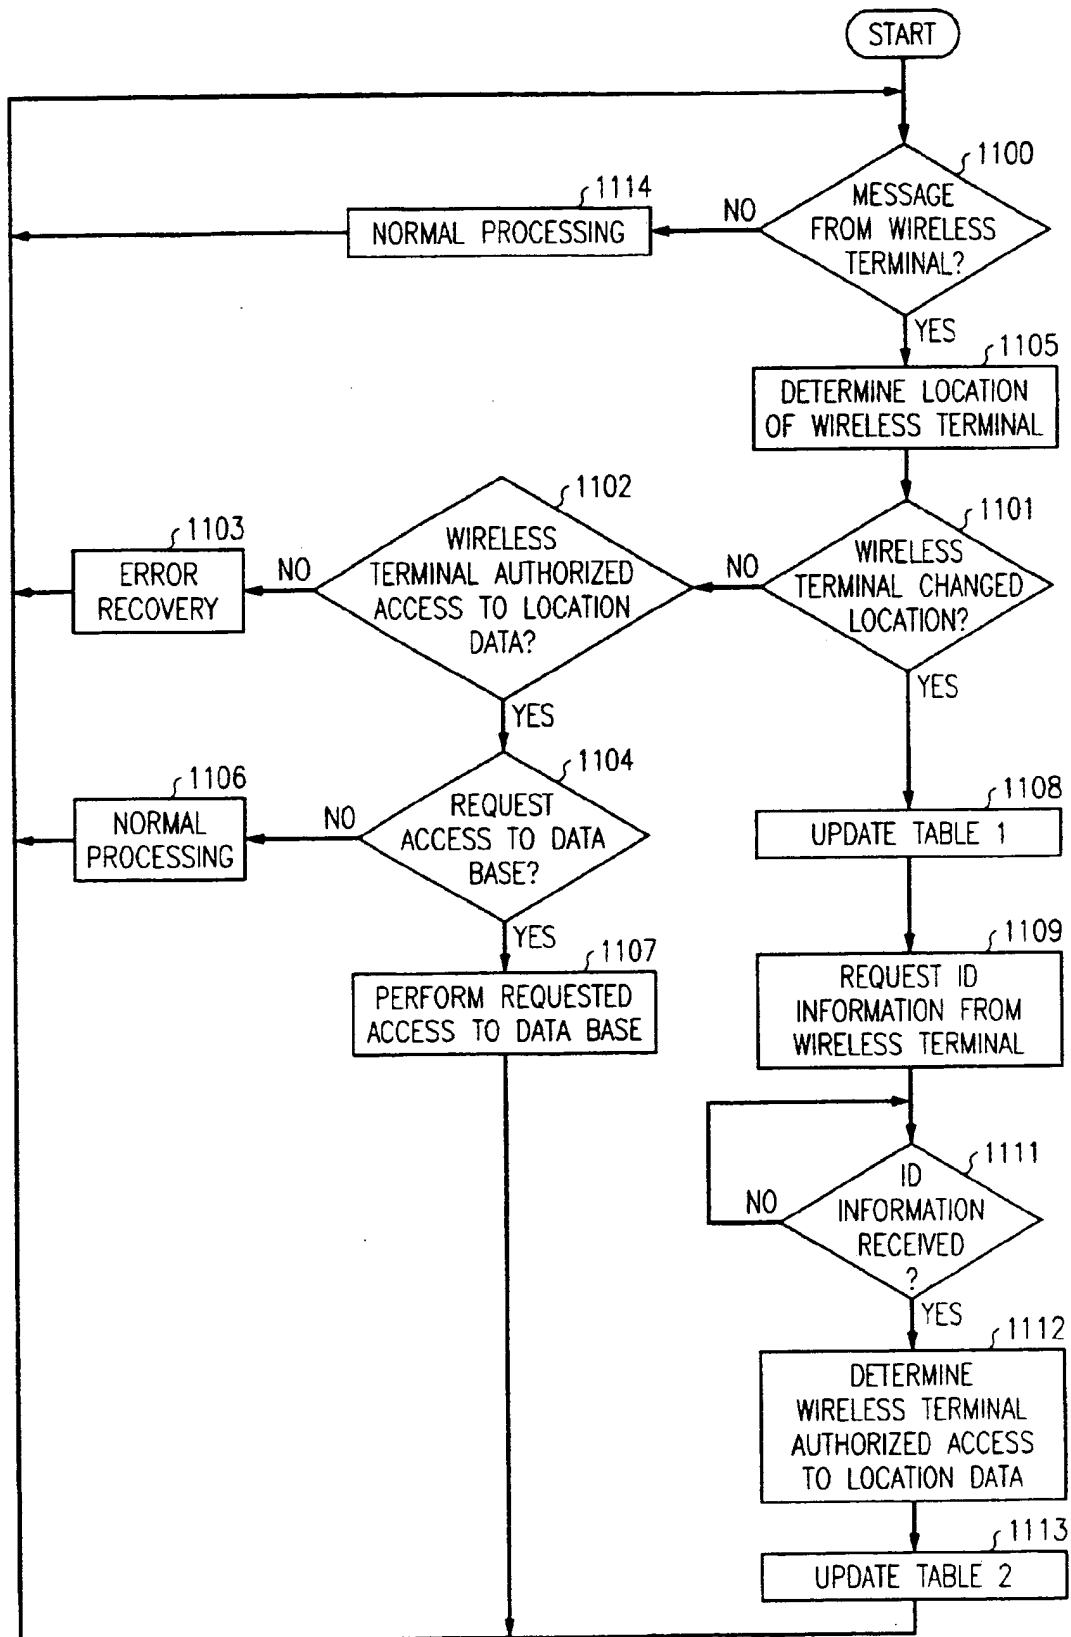 START
1100
MESSAGE
FROM WIRELESS
TERMINAL?
NO
1114
NORMAL PROCESSING
YES
1105
DETERMINE LOCATION
OF WIRELESS TERMINAL
1101
WIRELESS
TERMINAL CHANGED
LOCATION?
NO
1102
WIRELESS
TERMINAL AUTHORIZED
ACCESS TO LOCATION
DATA?
NO
1103
ERROR
RECOVERY
YES
1104
REQUEST
ACCESS TO DATA
BASE?
NO
1106
NORMAL
PROCESSING
YES
1107
PERFORM REQUESTED
ACCESS TO DATA BASE
YES
1108
UPDATE TABLE 1
1109
REQUEST ID
INFORMATION FROM
WIRELESS TERMINAL
1111
ID
INFORMATION
RECEIVED
?
NO
YES
1112
DETERMINE
WIRELESS TERMINAL
AUTHORIZED ACCESS
TO LOCATION DATA
1113
UPDATE TABLE 2